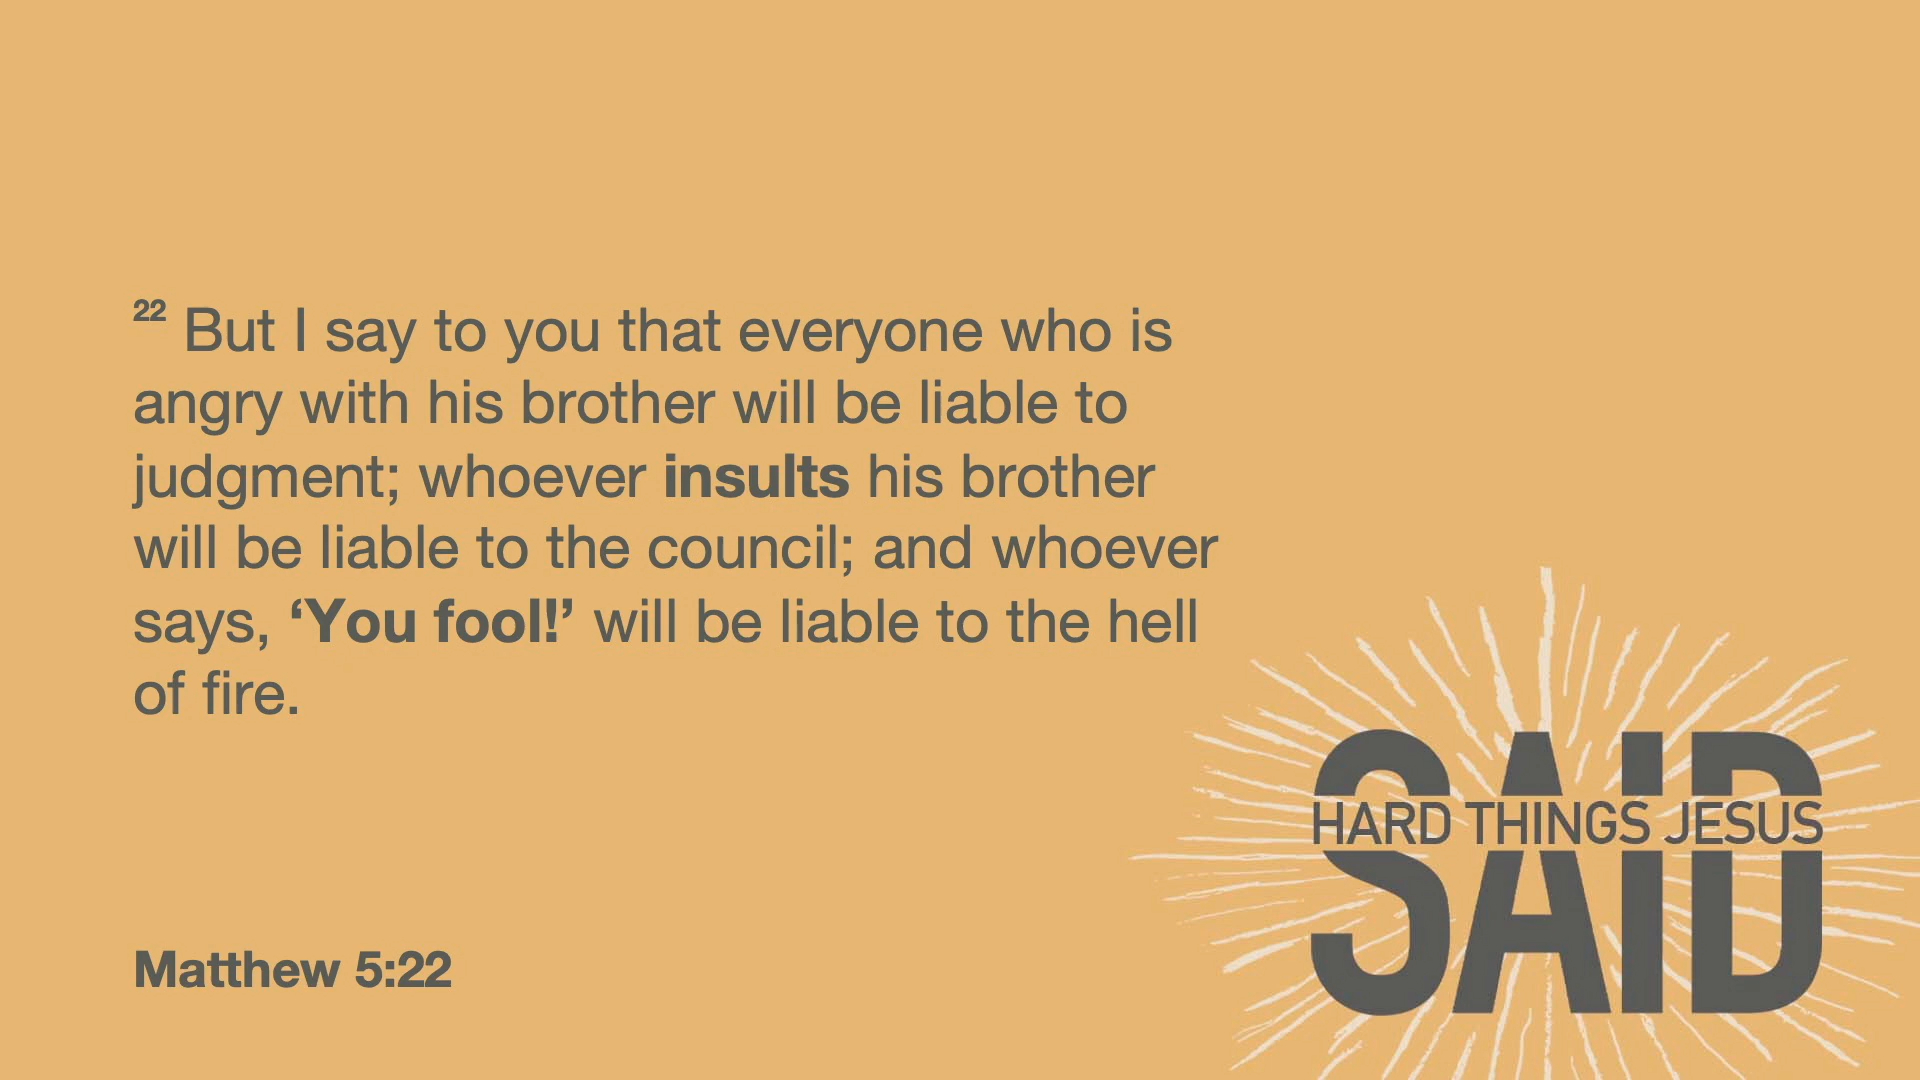 22 But I say to you that everyone who is
angry with his brother will be liable to
judgment; whoever insults his brother
will be liable to the council; and whoever
says, ‘You fool!’ will be liable to the hell
of fire.
Matthew 5:22
HARD THINGS JESUS
SAID